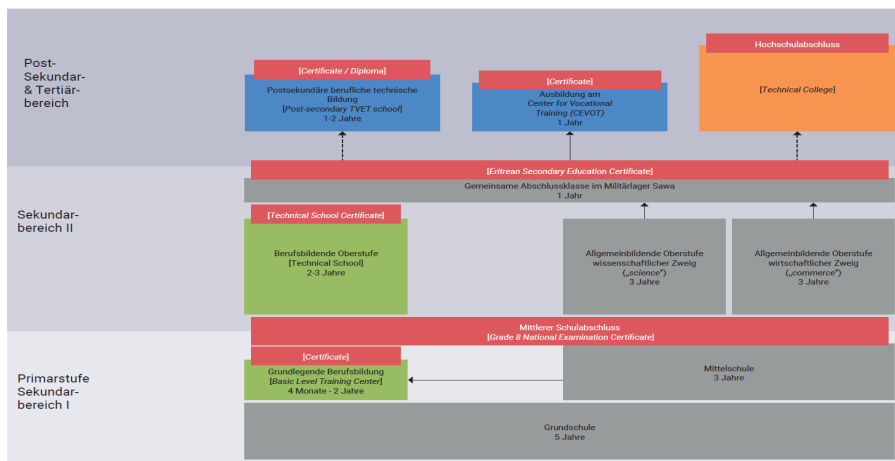 Post-
Sekundar-
& Tertiär-
bereich
[Certificate / Diploma]
Postsekundäre berufliche technische
Bildung
[Post-secondary TVET school]
1-2 Jahre
[Certificate]
Ausbildung am
Center for Vocational
Training (CEVOT)
1 Jahr
Hochschulabschluss
[Technical College]
[Eritrean Secondary Education Certificate]
Gemeinsame Abschlussklasse im Militärlager Sawa
1 Jahr
Sekundar-
bereich II
[Technical School Certificate]
Berufsbildende Oberstufe
[Technical School]
2-3 Jahre
Allgemeinbildende Oberstufe
wissenschaftlicher Zweig
(„science")
3 Jahre
Allgemeinbildende Oberstufe
wirtschaftlicher Zweig
(„commerce")
3 Jahre
Mittlerer Schulabschluss
[Grade 8 National Examination Certificate]
Primarstufe
Sekundar-
bereich I
[Certificate]
Grundlegende Berufsbildung
[Basic Level Training Center]
4 Monate - 2 Jahre
Mittelschule
3 Jahre
Grundschule
5 Jahre